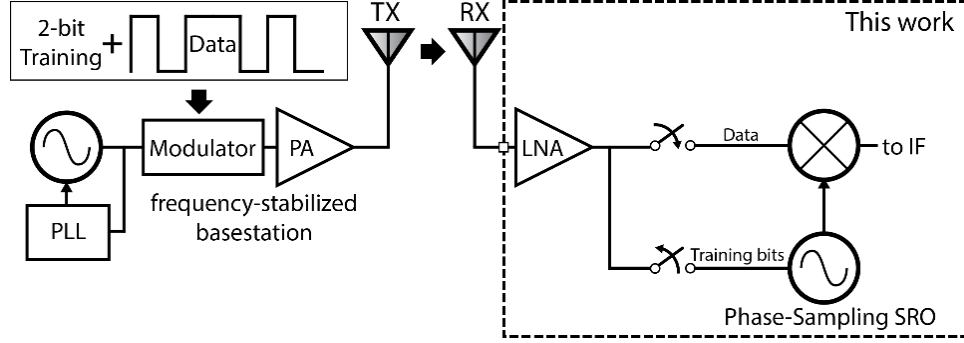 2-bit
Training
+
Data
TX
RX
This work
Modulator
PA
LNA
Data
to IF
PLL
frequency-stabilized
basestation
Training bits
Phase-Sampling SRO